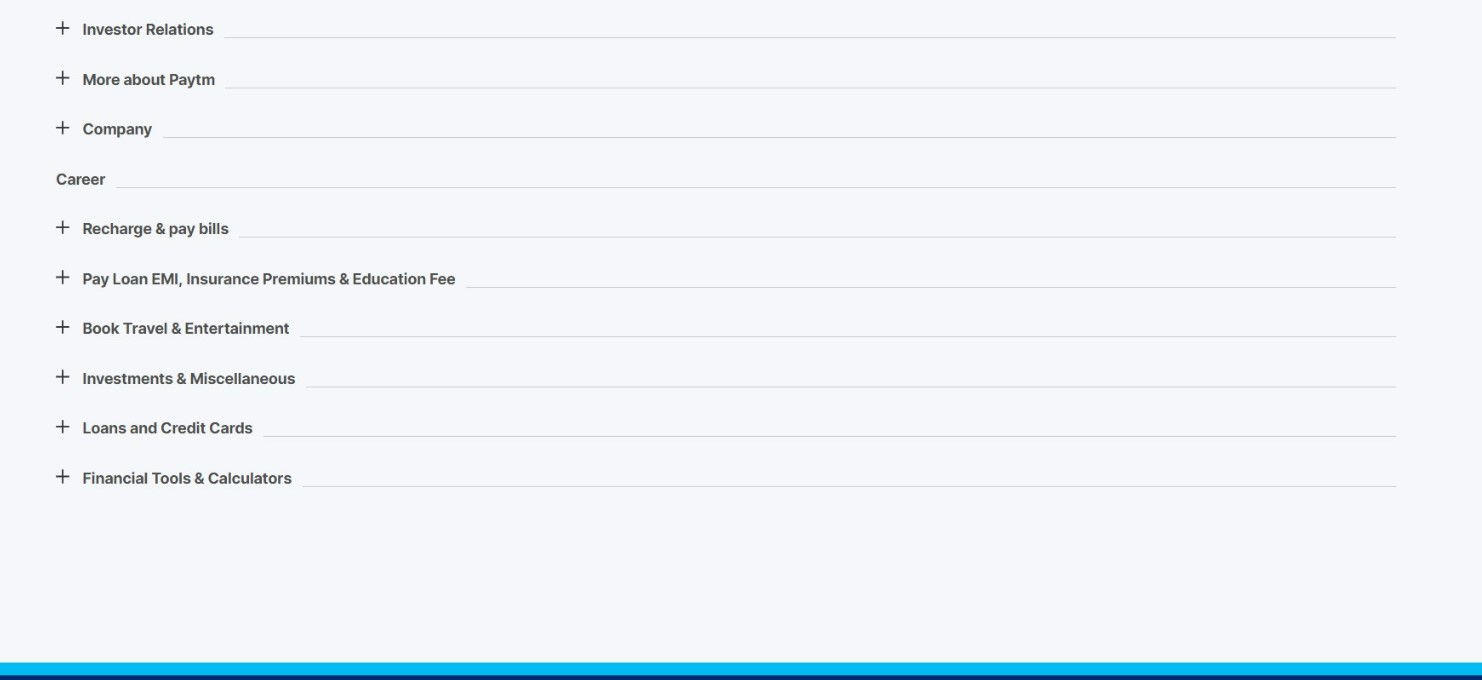 Investor Relations
More about Paytm
Company
Career
Recharge & pay bills
Pay Loan EMI, Insurance Premiums & Education Fee
Book Travel & Entertainment
Investments & Miscellaneous
Loans and Credit Cards
Financial Tools & Calculators